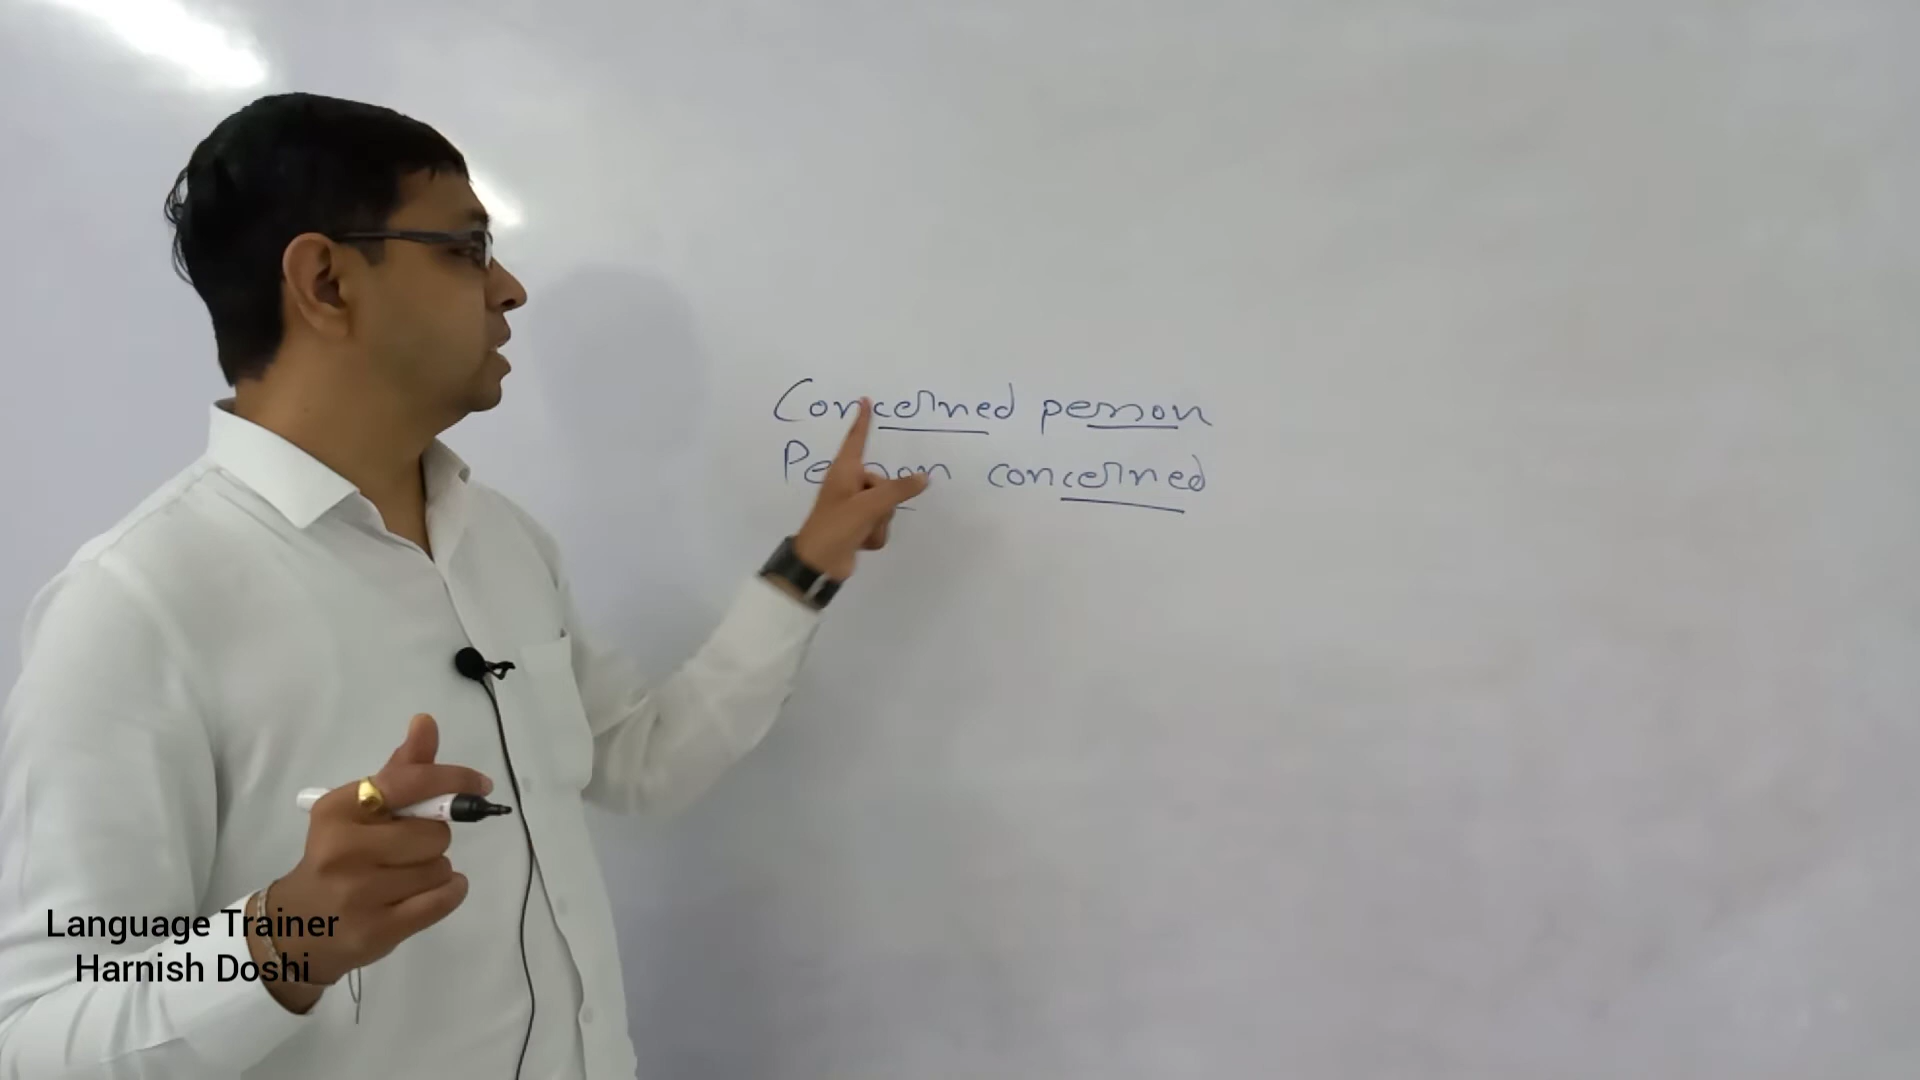 Concerned person
Person concerned
Language Trainer
Harnish Doshi